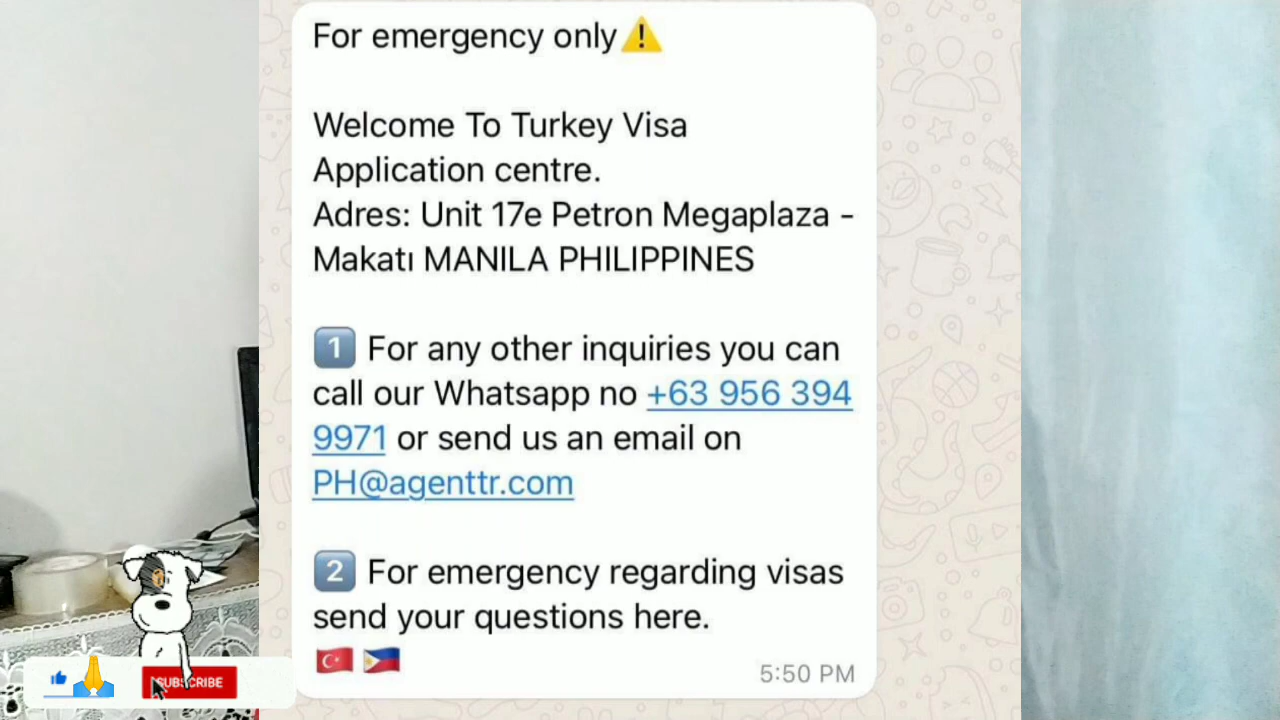 For emergency only⚠️
Welcome To Turkey Visa
Application centre.
Adres: Unit 17e Petron Megaplaza -
Makatı MANILA PHILIPPINES
1️⃣ For any other inquiries you can
call our Whatsapp no +63 956 394
9971 or send us an email on
PH@agenttr.com
2️⃣ For emergency regarding visas
send your questions here.
🇹🇷 🇵🇭
5:50 PM
SUBSCRIBE